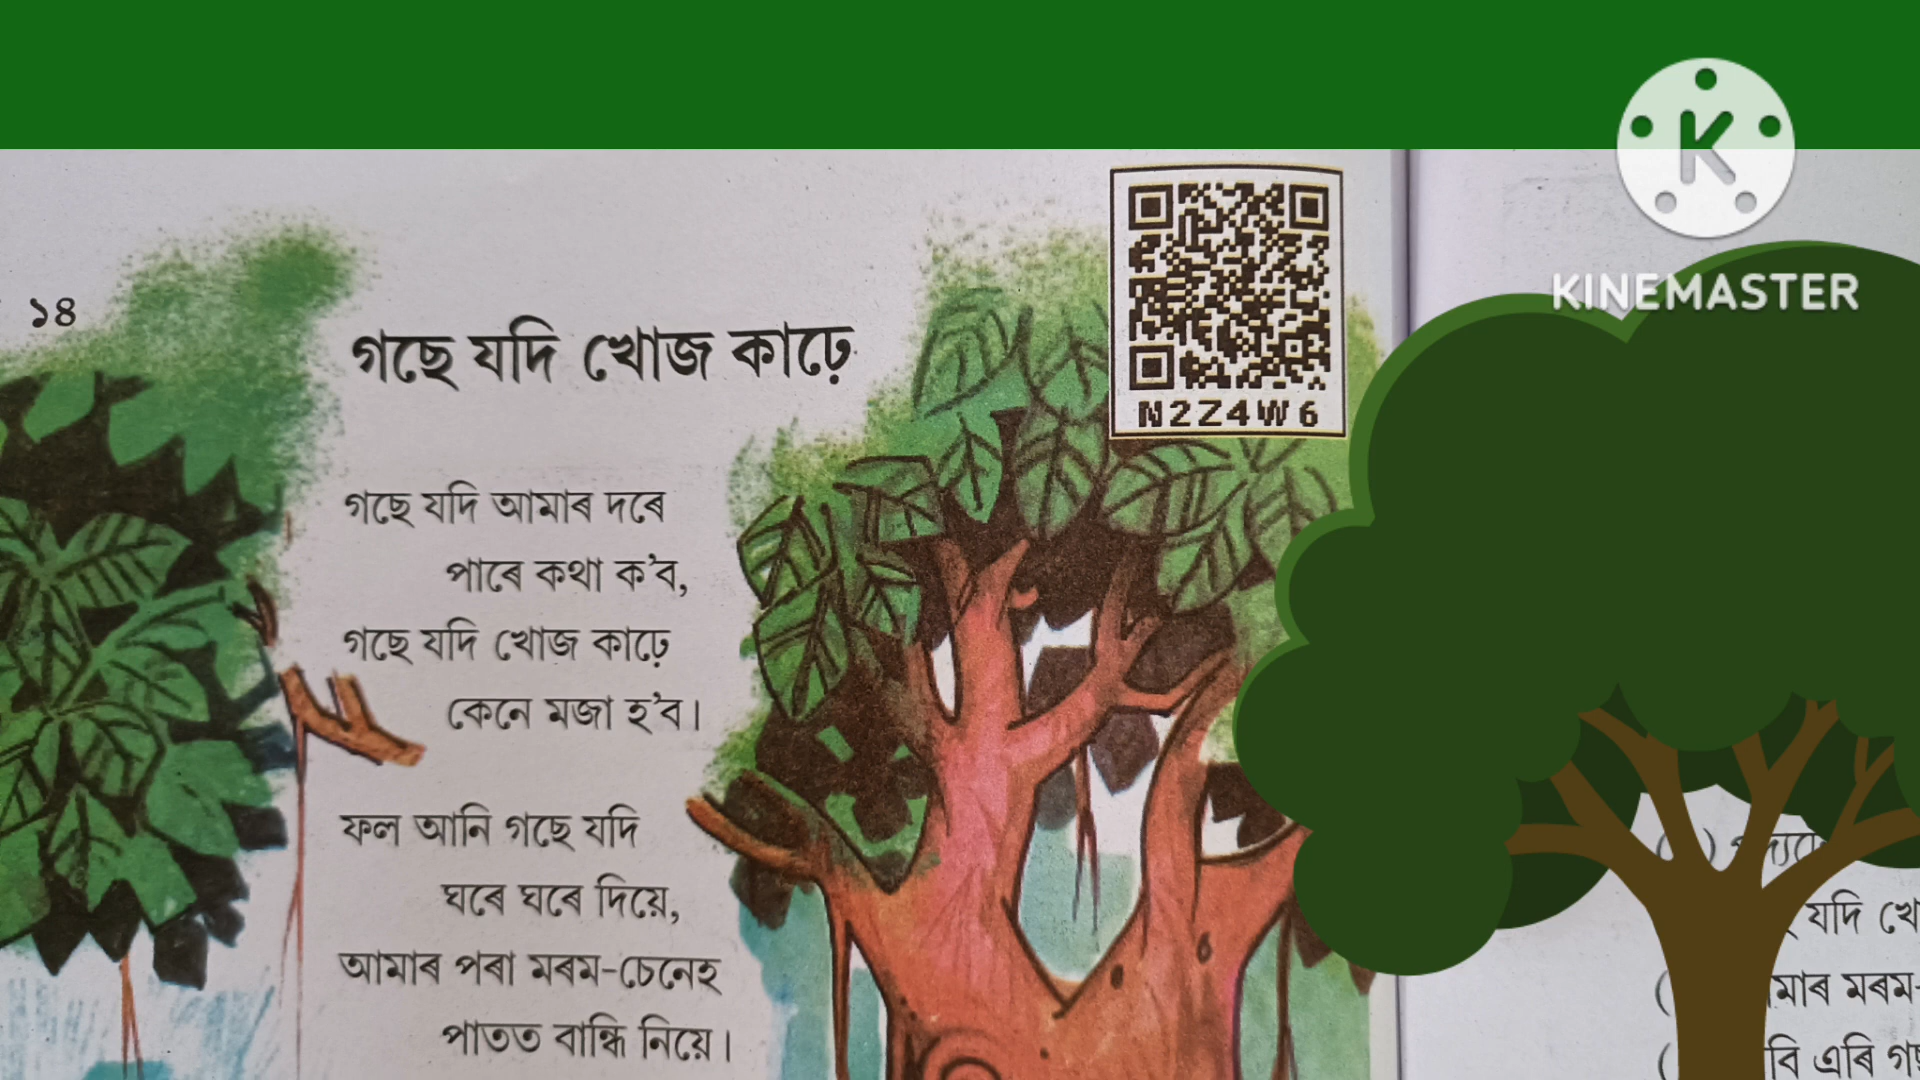 KINEMASTER
১৪
গছে যদি খোজ কাঢ়ে
N2Z4W6
গছে যদি আমাৰ দৰে
পাৰে কথা ক’ব,
গছে যদি খোজ কাঢ়ে
কেনে মজা হ’ব।
ফল আনি গছে যদি
ঘৰে ঘৰে দিয়ে,
আমাৰ পৰা মৰম-চেনেহ
পাতত বান্ধি নিয়ে।
যদি
মৰম-
এৰি